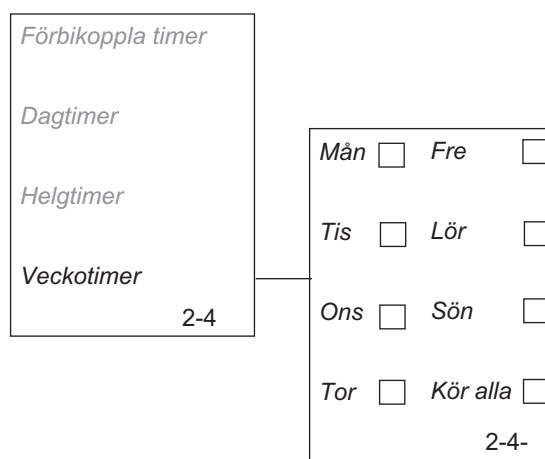 Förbikoppla timer
Dagtimer
Helgtimer
Veckotimer
2-4
Mån Fre
Tis Lör
Ons Sön
Tor Kör alla
2-4-